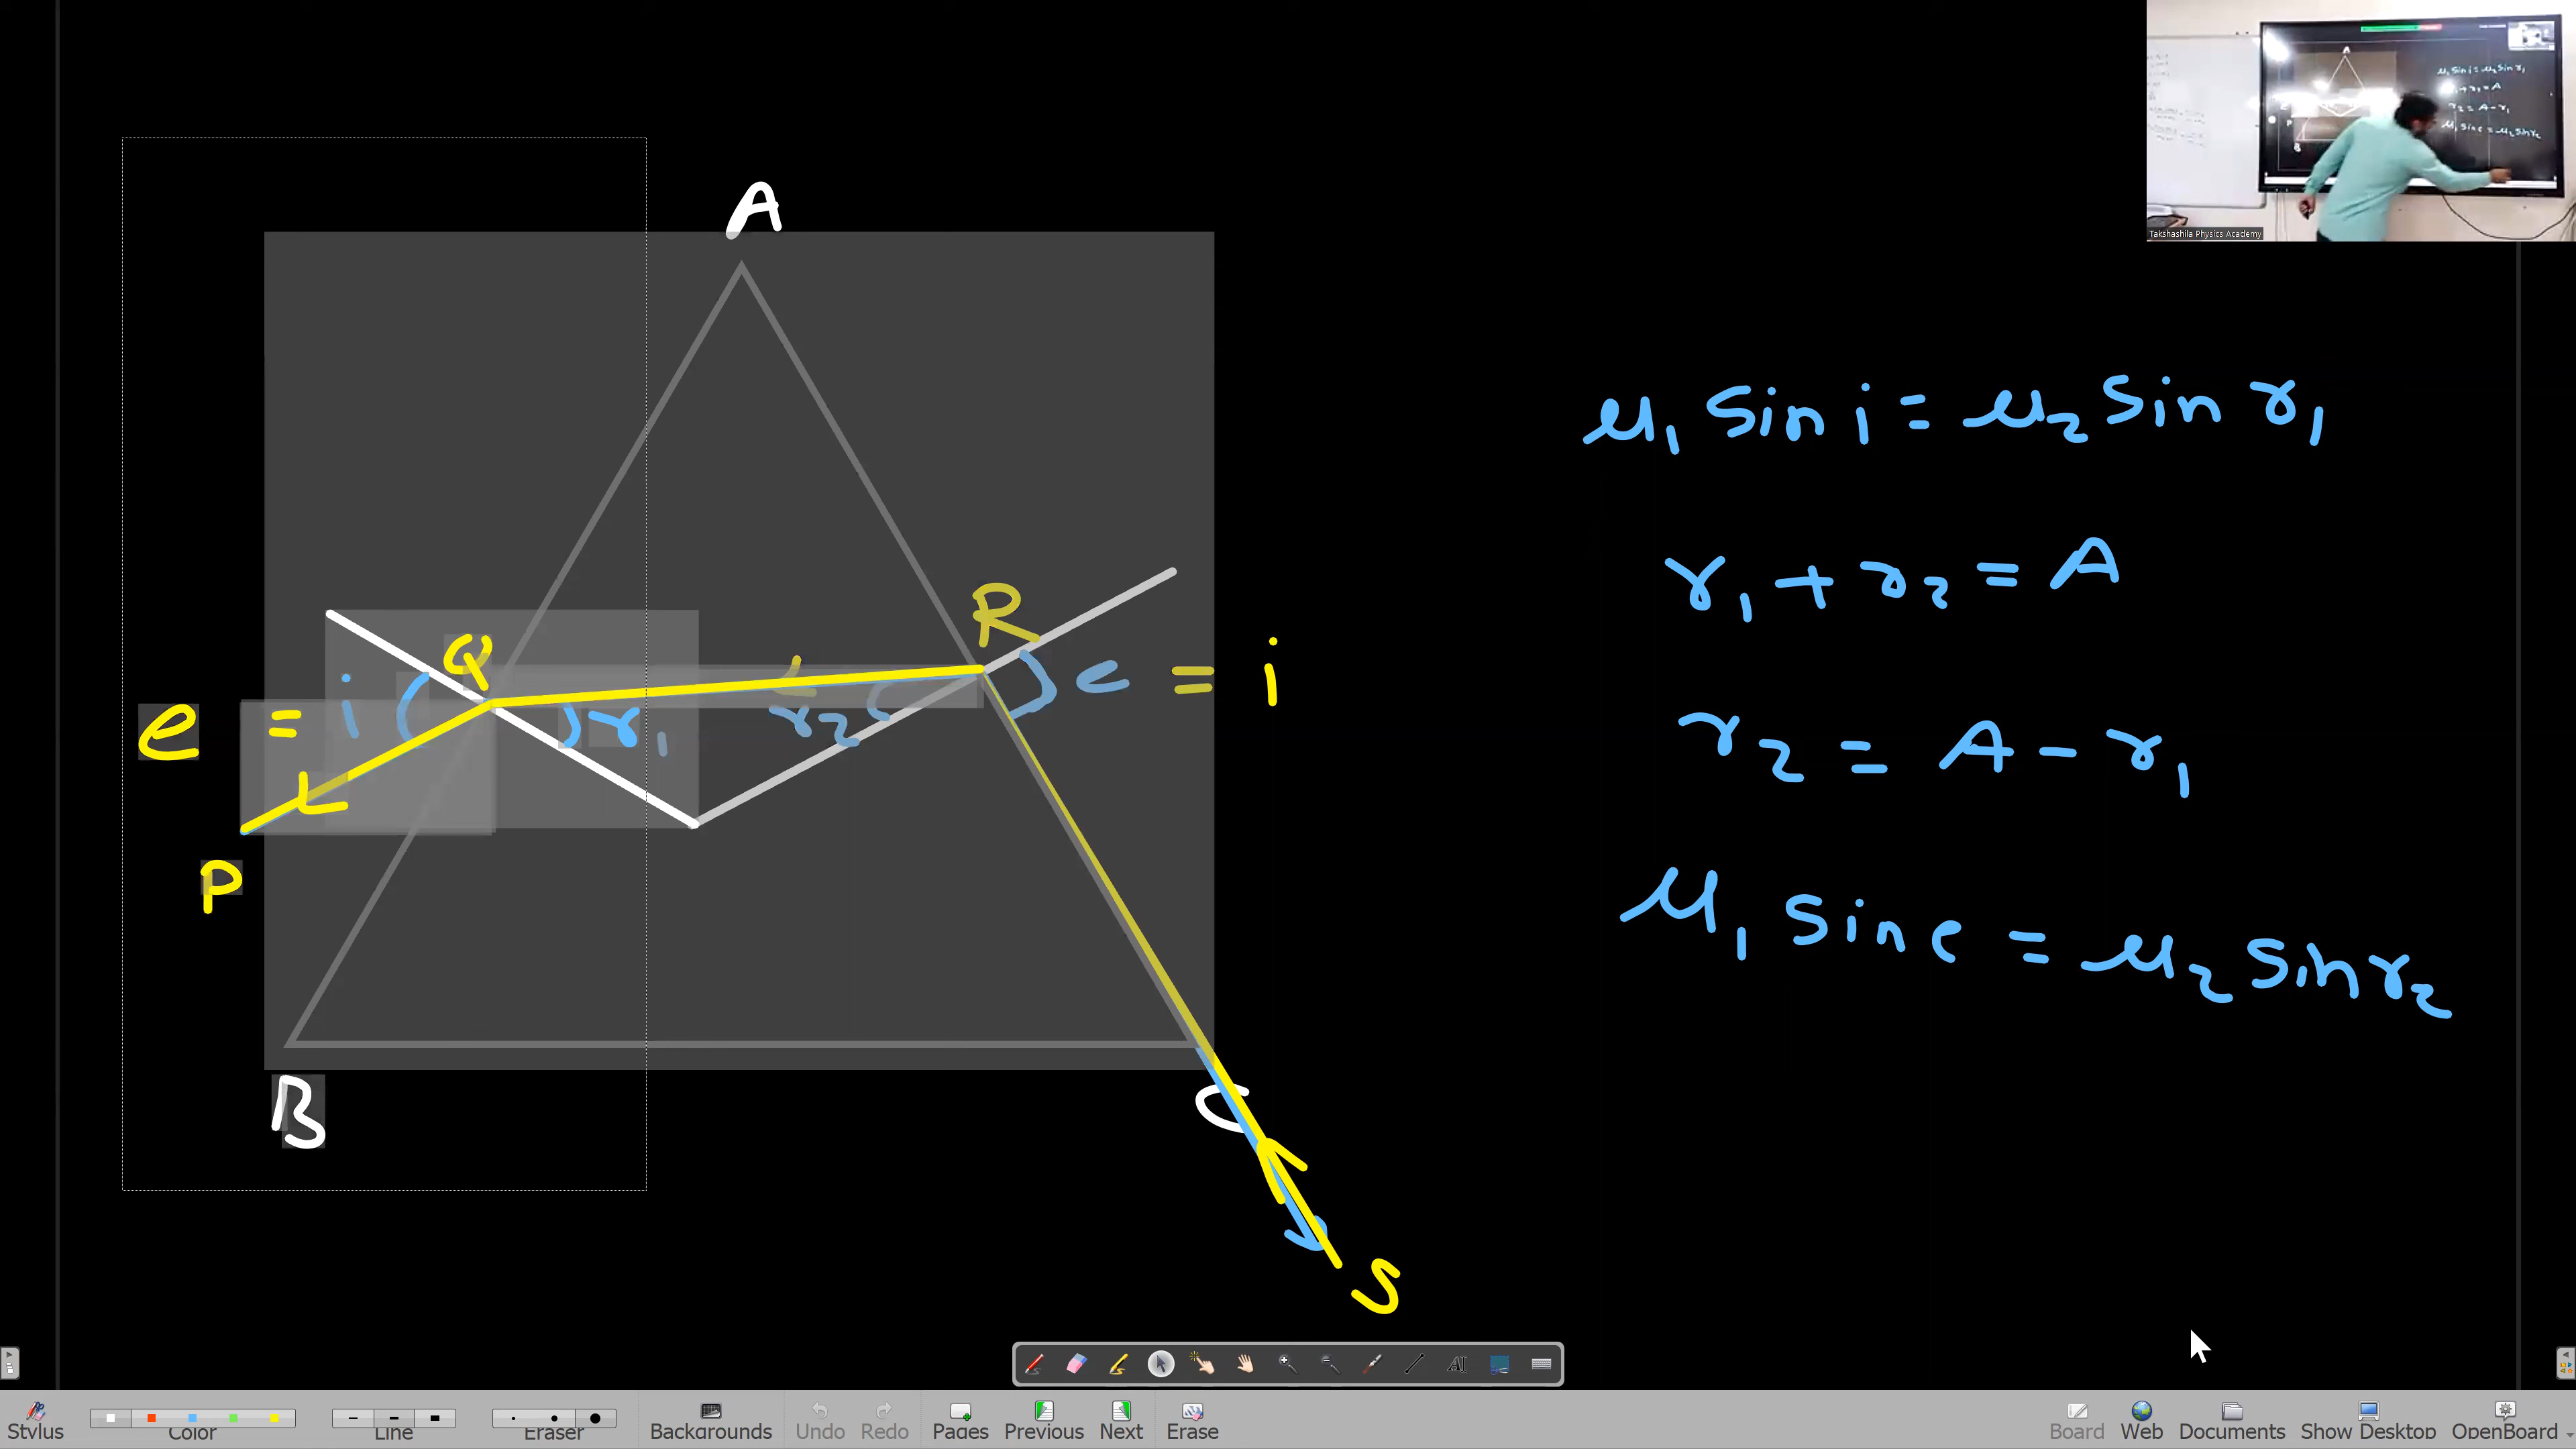 Takshashila Physics Academy
A
μ₁ sin i = μ₂ sin r₁
r₁ + r₂ = A
Q
R
e = i
r₁
r₂
e = i
r₂ = A - r₁
P
μ₁ sin e = μ₂ sin r₂
B
C
S
Stylus Color Line Eraser Backgrounds Undo Redo Pages Previous Next Erase Board Web Documents Show Desktop OpenBoard